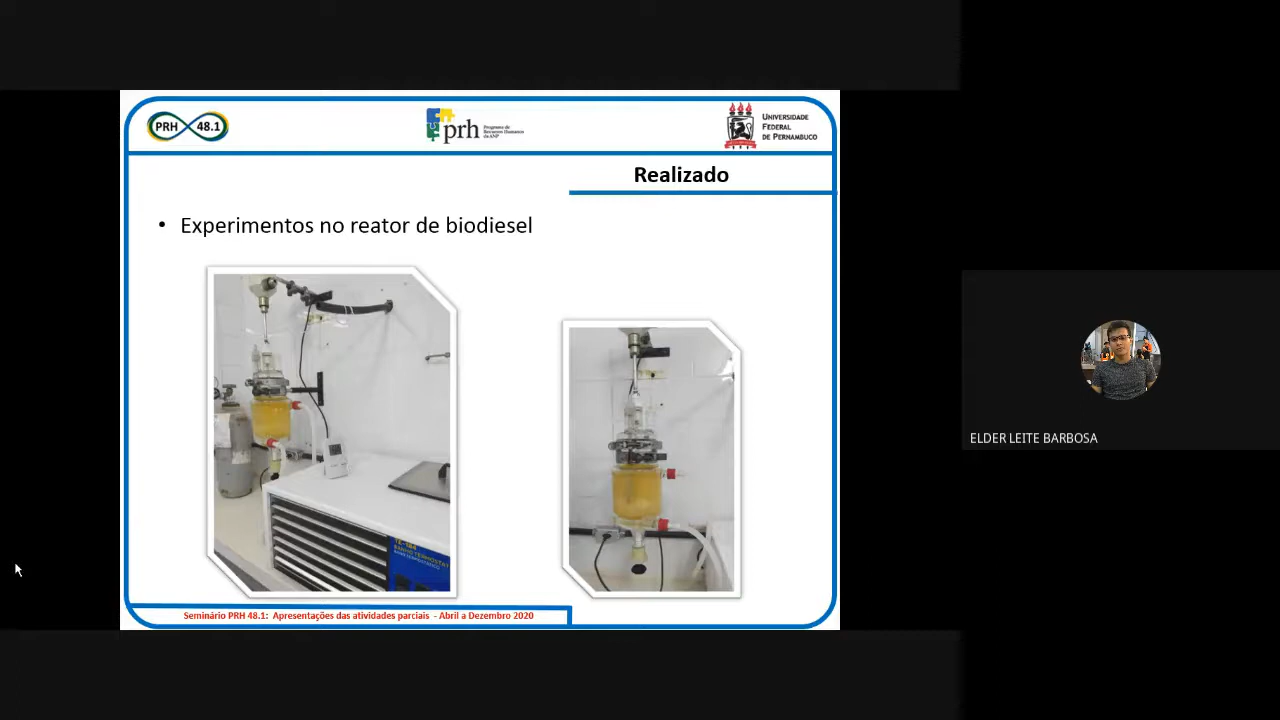 PRH 48.1
prh
Programa de
Recursos Humanos
da ANP
UNIVERSIDADE
FEDERAL
DE PERNAMBUCO
Realizado
• Experimentos no reator de biodiesel
Seminário PRH 48.1: Apresentações das atividades parciais - Abril a Dezembro 2020
ELDER LEITE BARBOSA